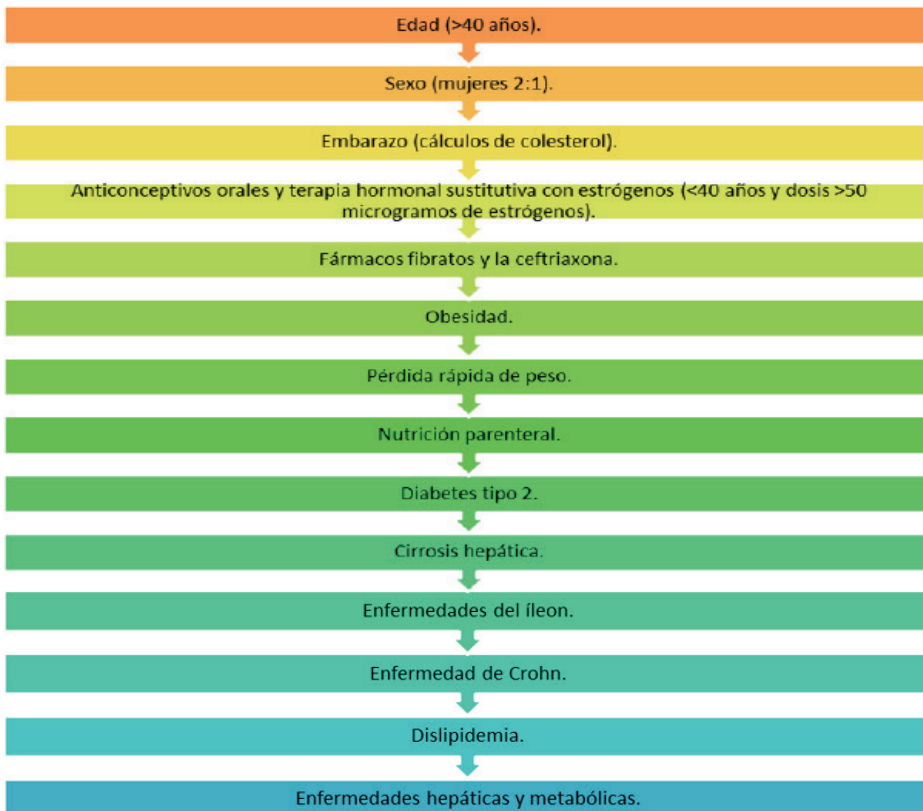 Edad (>40 años).
Sexo (mujeres 2:1).
Embarazo (cálculos de colesterol).
Anticonceptivos orales y terapia hormonal sustitutiva con estrógenos (<40 años y dosis >50
microgramos de estrógenos).
Fármacos fibratos y la ceftriaxona.
Obesidad.
Pérdida rápida de peso.
Nutrición parenteral.
Diabetes tipo 2.
Cirrosis hepática.
Enfermedades del íleon.
Enfermedad de Crohn.
Dislipidemia.
Enfermedades hepáticas y metabólicas.